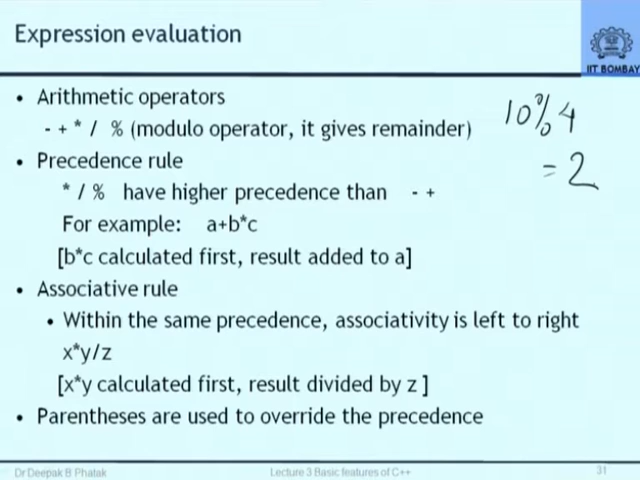 Expression evaluation
IIT BOMBAY
• Arithmetic operators
- + * / % (modulo operator, it gives remainder)
10%4
= 2
• Precedence rule
* / % have higher precedence than - +
For example: a+b*c
[b*c calculated first, result added to a]
• Associative rule
• Within the same precedence, associativity is left to right
x*y/z
[x*y calculated first, result divided by z ]
• Parentheses are used to override the precedence
Dr Deepak B Phatak
Lecture 3 Basic features of C++
31